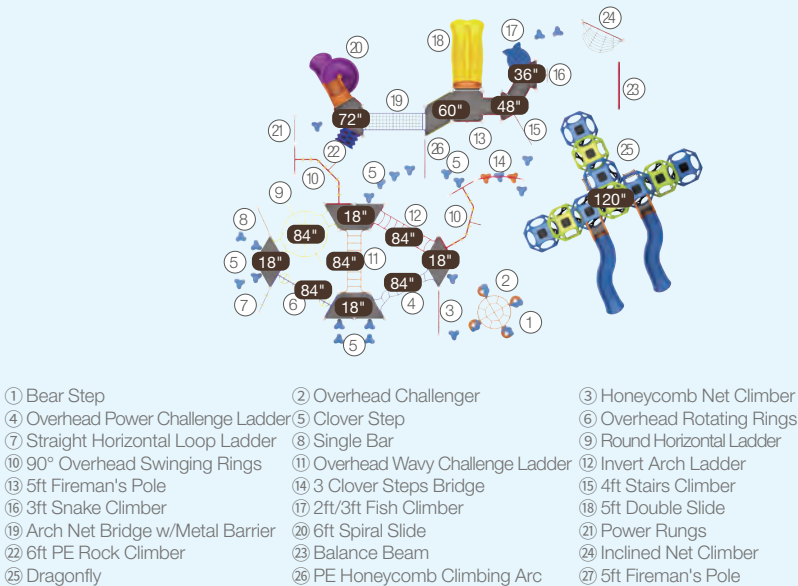 24
17
20
18
36"
16
19
23
72"
60"
48"
21
13
15
22
26
25
5
5
14
10
9
120"
18"
12
10
8
84"
84"
5
18"
84"
11
18"
2
84"
84"
7
6
18"
4
3
1
5
① Bear Step
② Overhead Challenger
③ Honeycomb Net Climber
④ Overhead Power Challenge Ladder
⑤ Clover Step
⑥ Overhead Rotating Rings
⑦ Straight Horizontal Loop Ladder
⑧ Single Bar
⑨ Round Horizontal Ladder
⑩ 90° Overhead Swinging Rings
⑪ Overhead Wavy Challenge Ladder
⑫ Invert Arch Ladder
⑬ 5ft Fireman's Pole
⑭ 3 Clover Steps Bridge
⑮ 4ft Stairs Climber
⑯ 3ft Snake Climber
⑰ 2ft/3ft Fish Climber
⑱ 5ft Double Slide
⑲ Arch Net Bridge w/Metal Barrier
⑳ 6ft Spiral Slide
㉑ Power Rungs
㉒ 6ft PE Rock Climber
㉓ Balance Beam
㉔ Inclined Net Climber
㉕ Dragonfly
㉖ PE Honeycomb Climbing Arc
㉗ 5ft Fireman's Pole